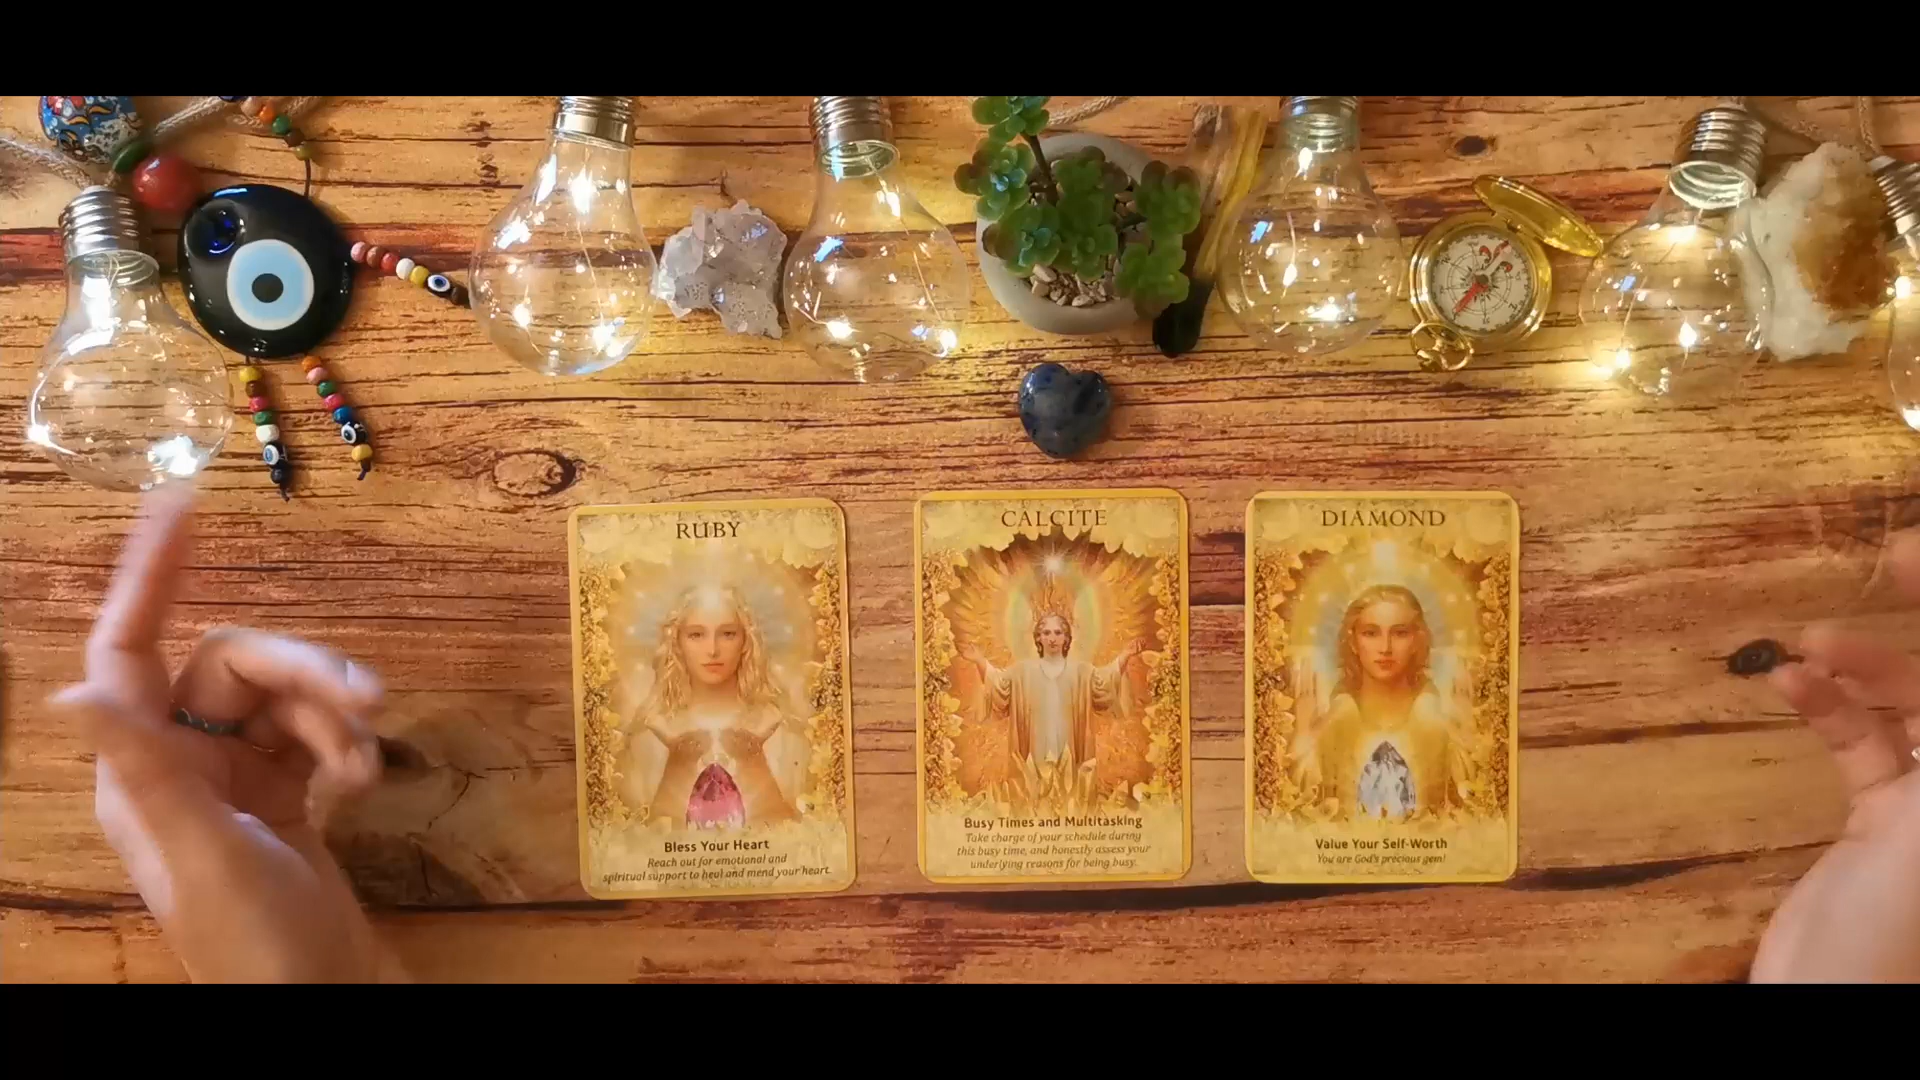 RUBY
Bless Your Heart
Reach out for emotional and
spiritual support to heal and mend your heart.
CALCITE
Busy Times and Multitasking
Take charge of your schedule during
this busy time, and honestly assess your
underlying reasons for being busy.
DIAMOND
Value Your Self-Worth
You are God's precious gem!